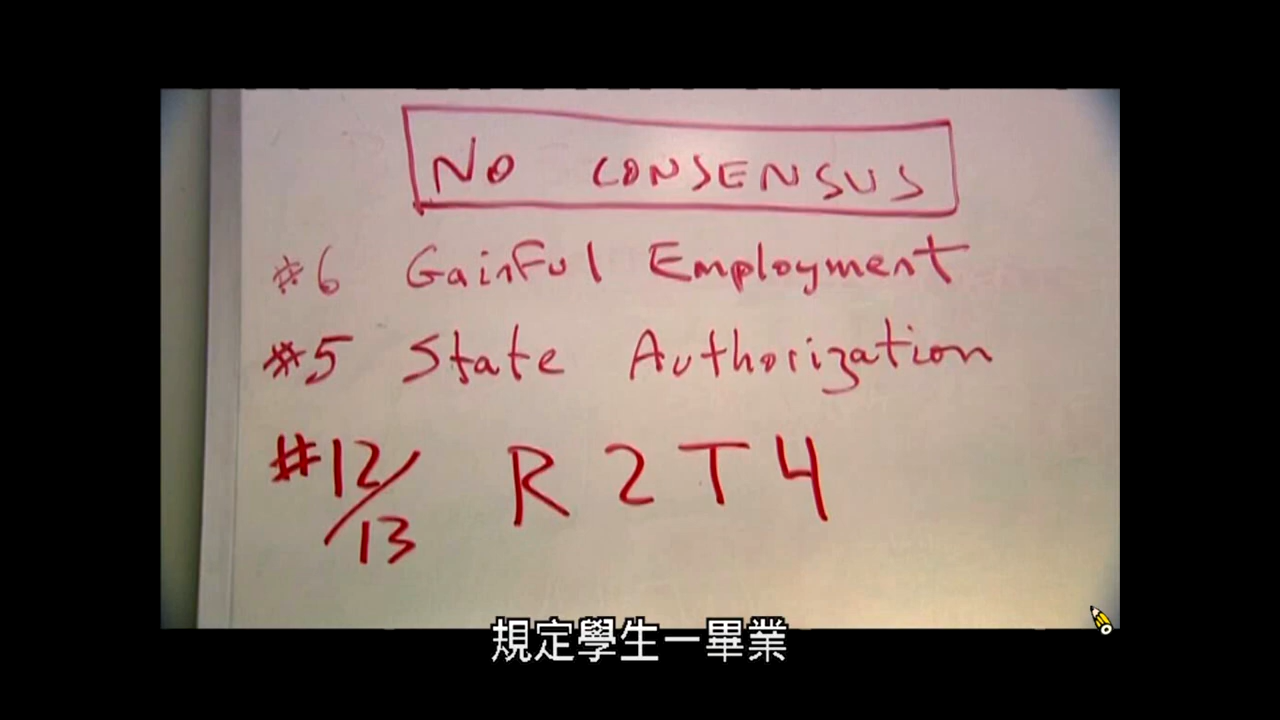 NO CONSENSUS
#6 Gainful Employment
#5 State Authorization
#12/13 R2T4
規定學生一畢業